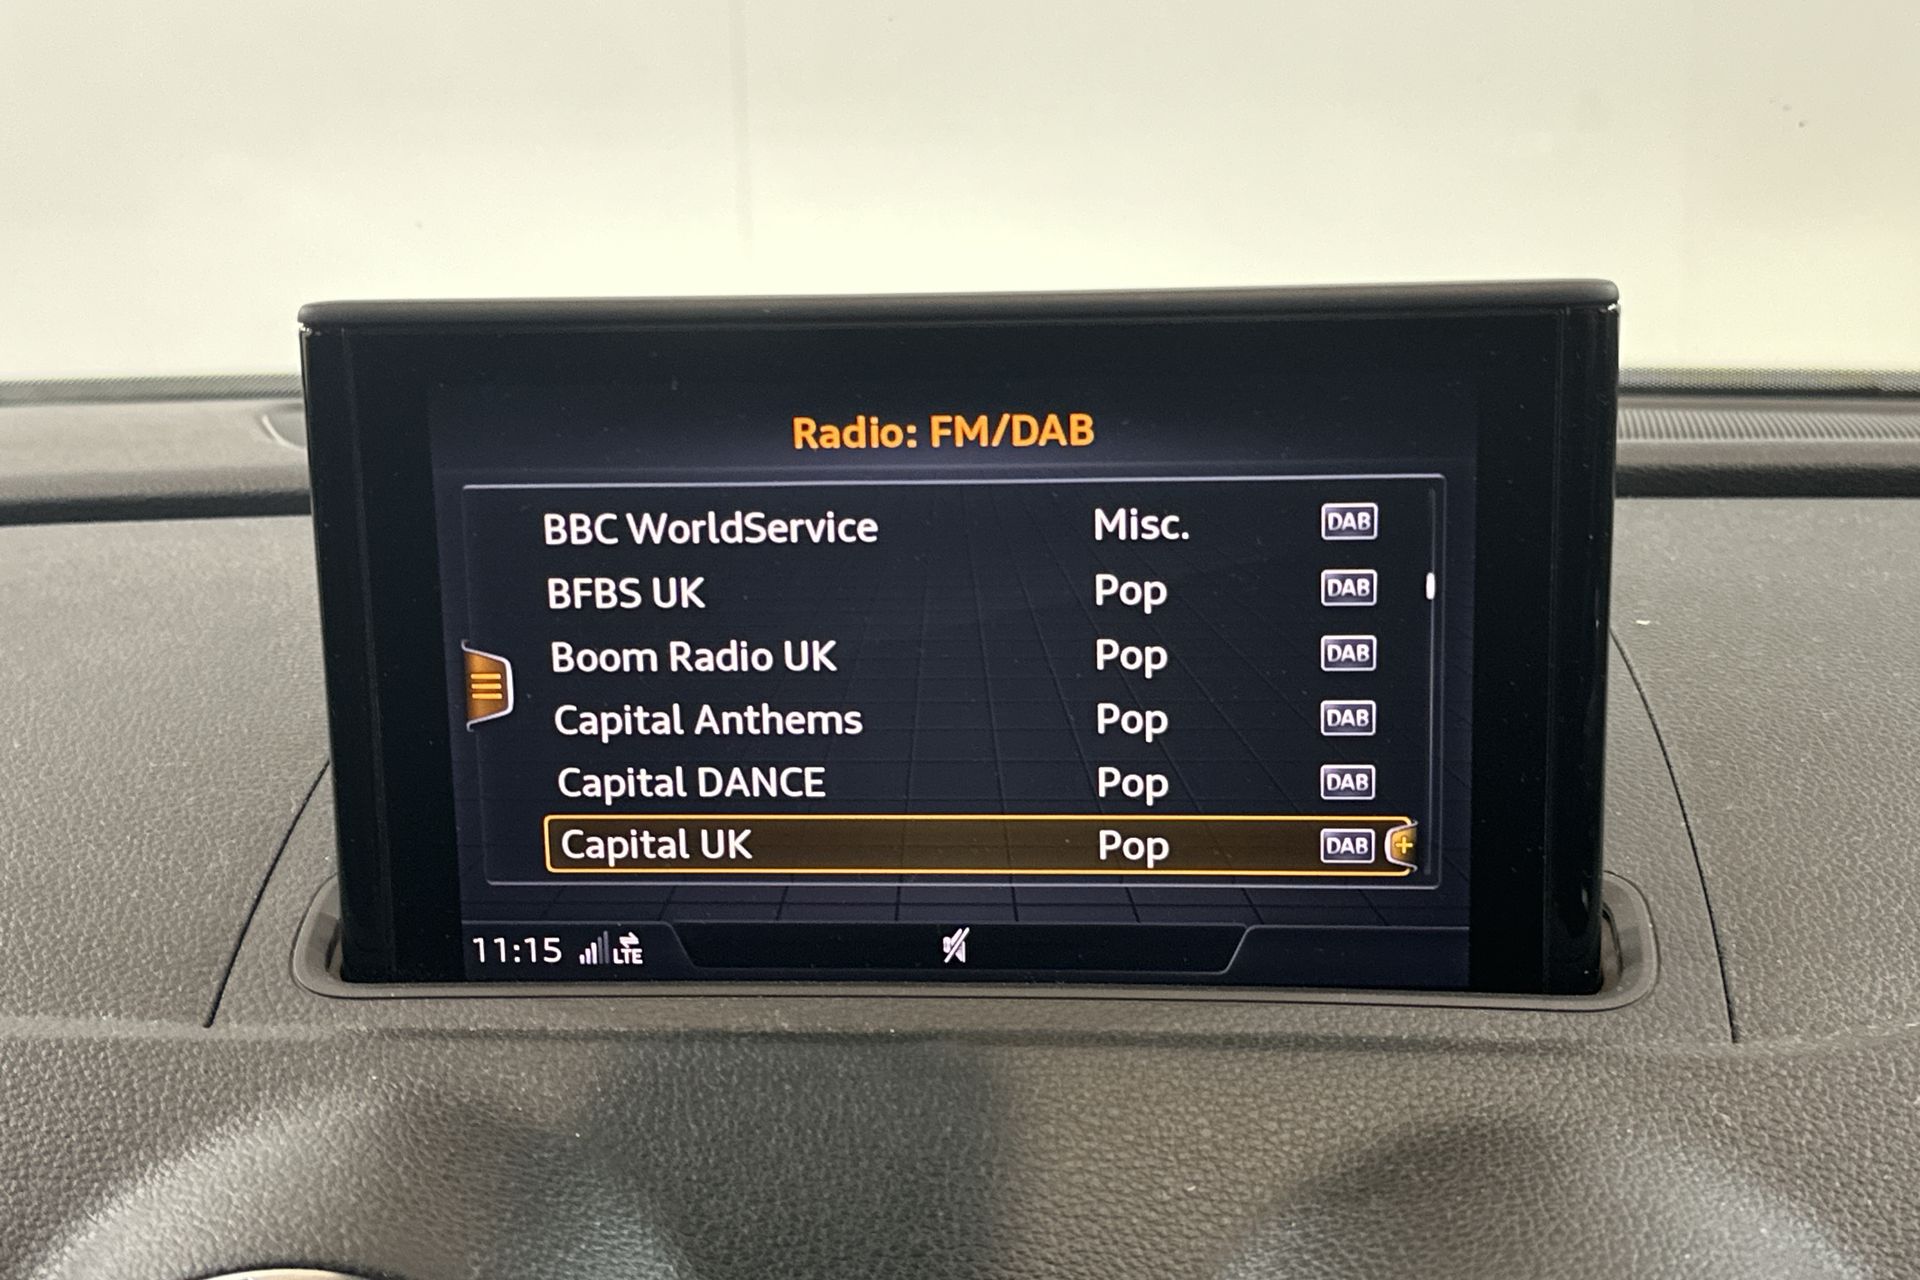 Radio: FM/DAB
BBC WorldService Misc. DAB
BFBS UK Pop DAB
Boom Radio UK Pop DAB
Capital Anthems Pop DAB
Capital DANCE Pop DAB
Capital UK Pop DAB +
11:15 LTE